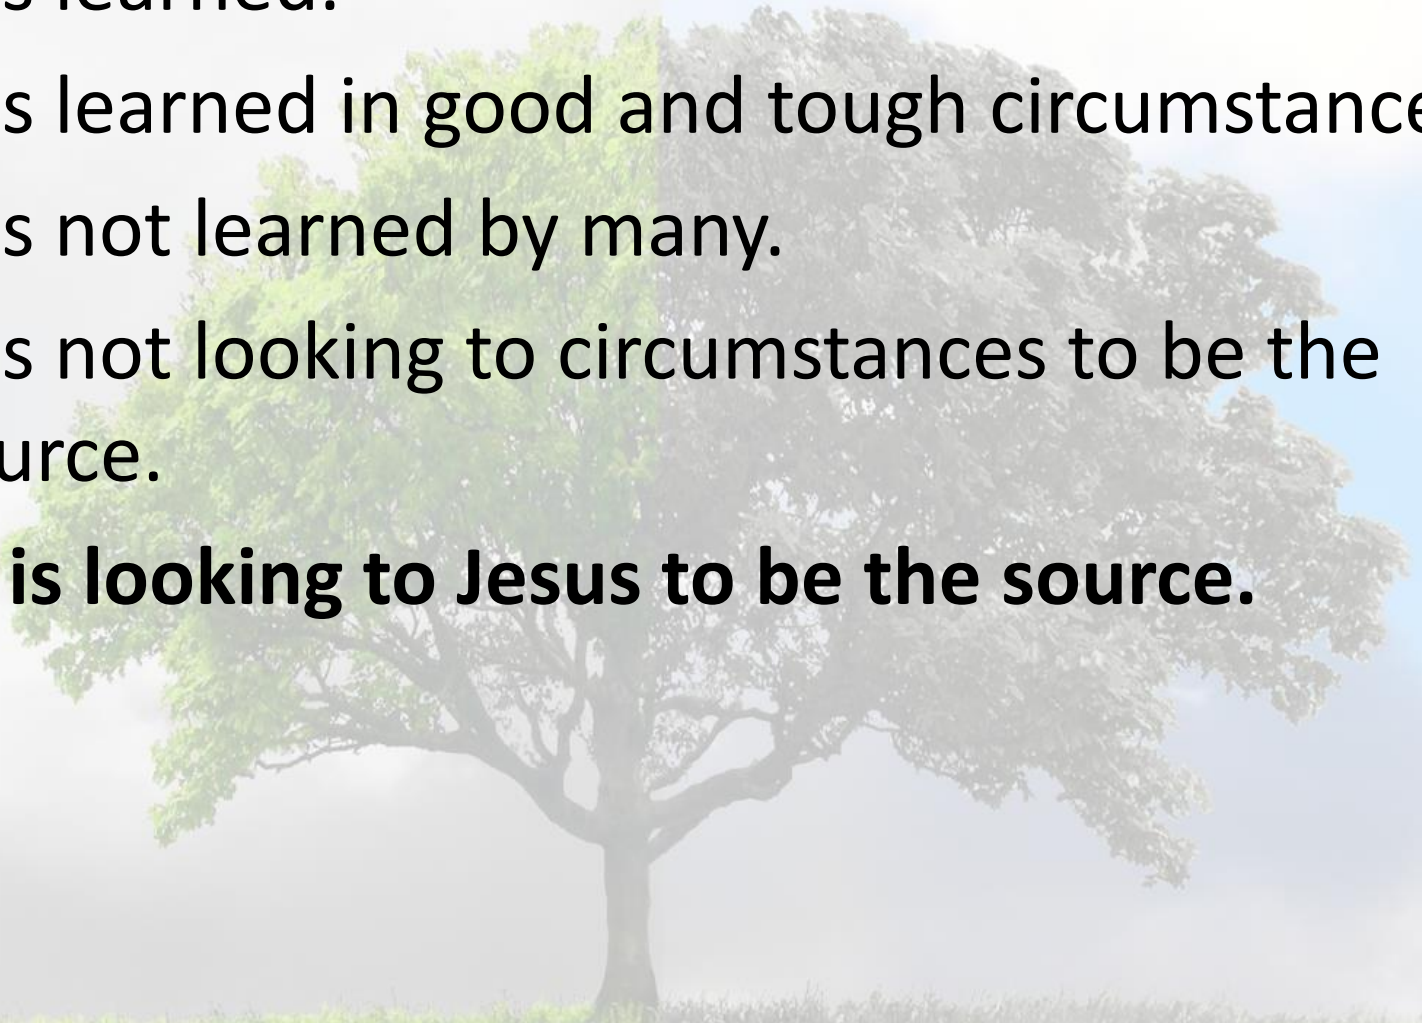 s learned.
s learned in good and tough circumstance
s not learned by many.
s not looking to circumstances to be the
urce.
is looking to Jesus to be the source.